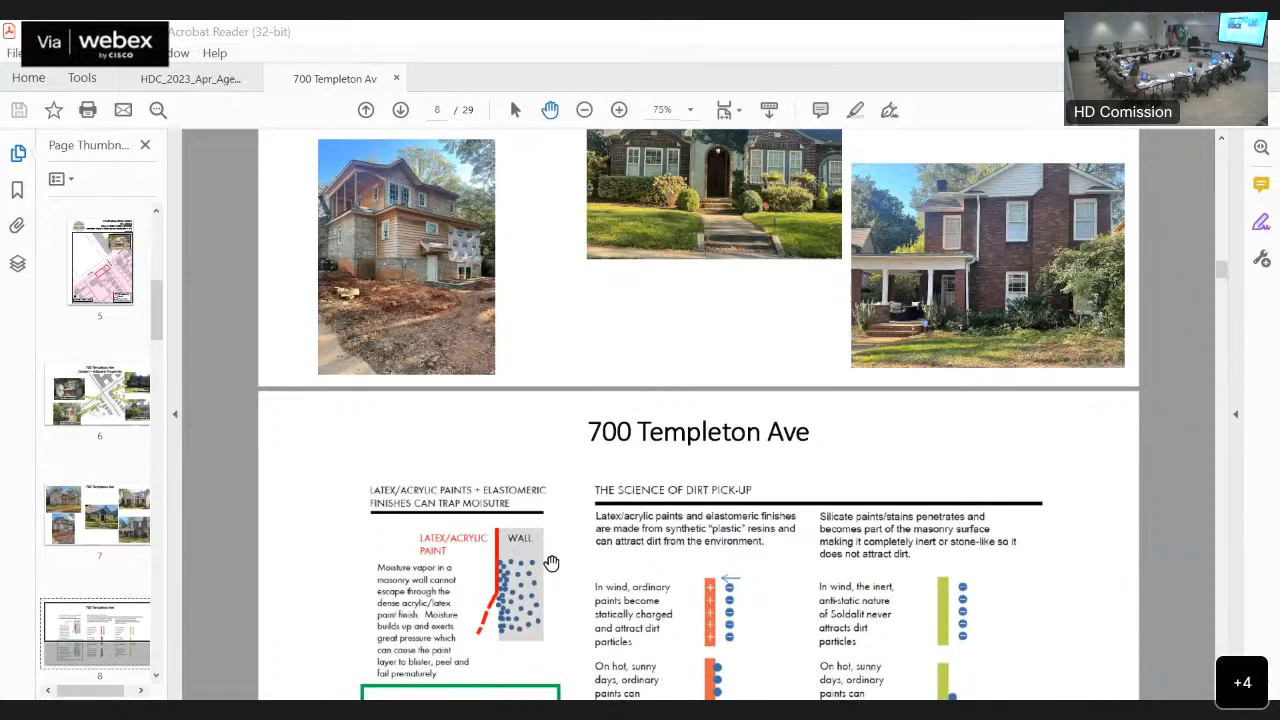 Via webex
by CISCO
Acrobat Reader (32-bit)
dow Help
Home Tools HDC_2023_Apr_Age... 700 Templeton Av
8 / 29 75%
HD Comission
Page Thumbn...
5
6
7
8
700 Templeton Ave
LATEX/ACRYLIC PAINTS + ELASTOMERIC
FINISHES CAN TRAP MOISUTRE
LATEX/ACRYLIC
PAINT
WALL
Moisture vapor in a
masonry wall cannot
escape through the
dense acrylic/latex
paint finish. Moisture
builds up and exerts
great pressure which
can cause the paint
layer to blister, peel and
fail prematurely
THE SCIENCE OF DIRT PICK-UP
Latex/acrylic paints and elastomeric finishes
are made from synthetic "plastic" resins and
can attract dirt from the environment.
In wind, ordinary
paints become
statically charged
and attract dirt
particles
On hot, sunny
days, ordinary
paints can
Silicate paints/stains penetrates and
becomes part of the masonry surface
making it completely inert or stone-like so it
does not attract dirt.
In wind, the inert,
anti-static nature
of Soldalit never
attracts dirt
particles
On hot, sunny
days, ordinary
paints can
+4